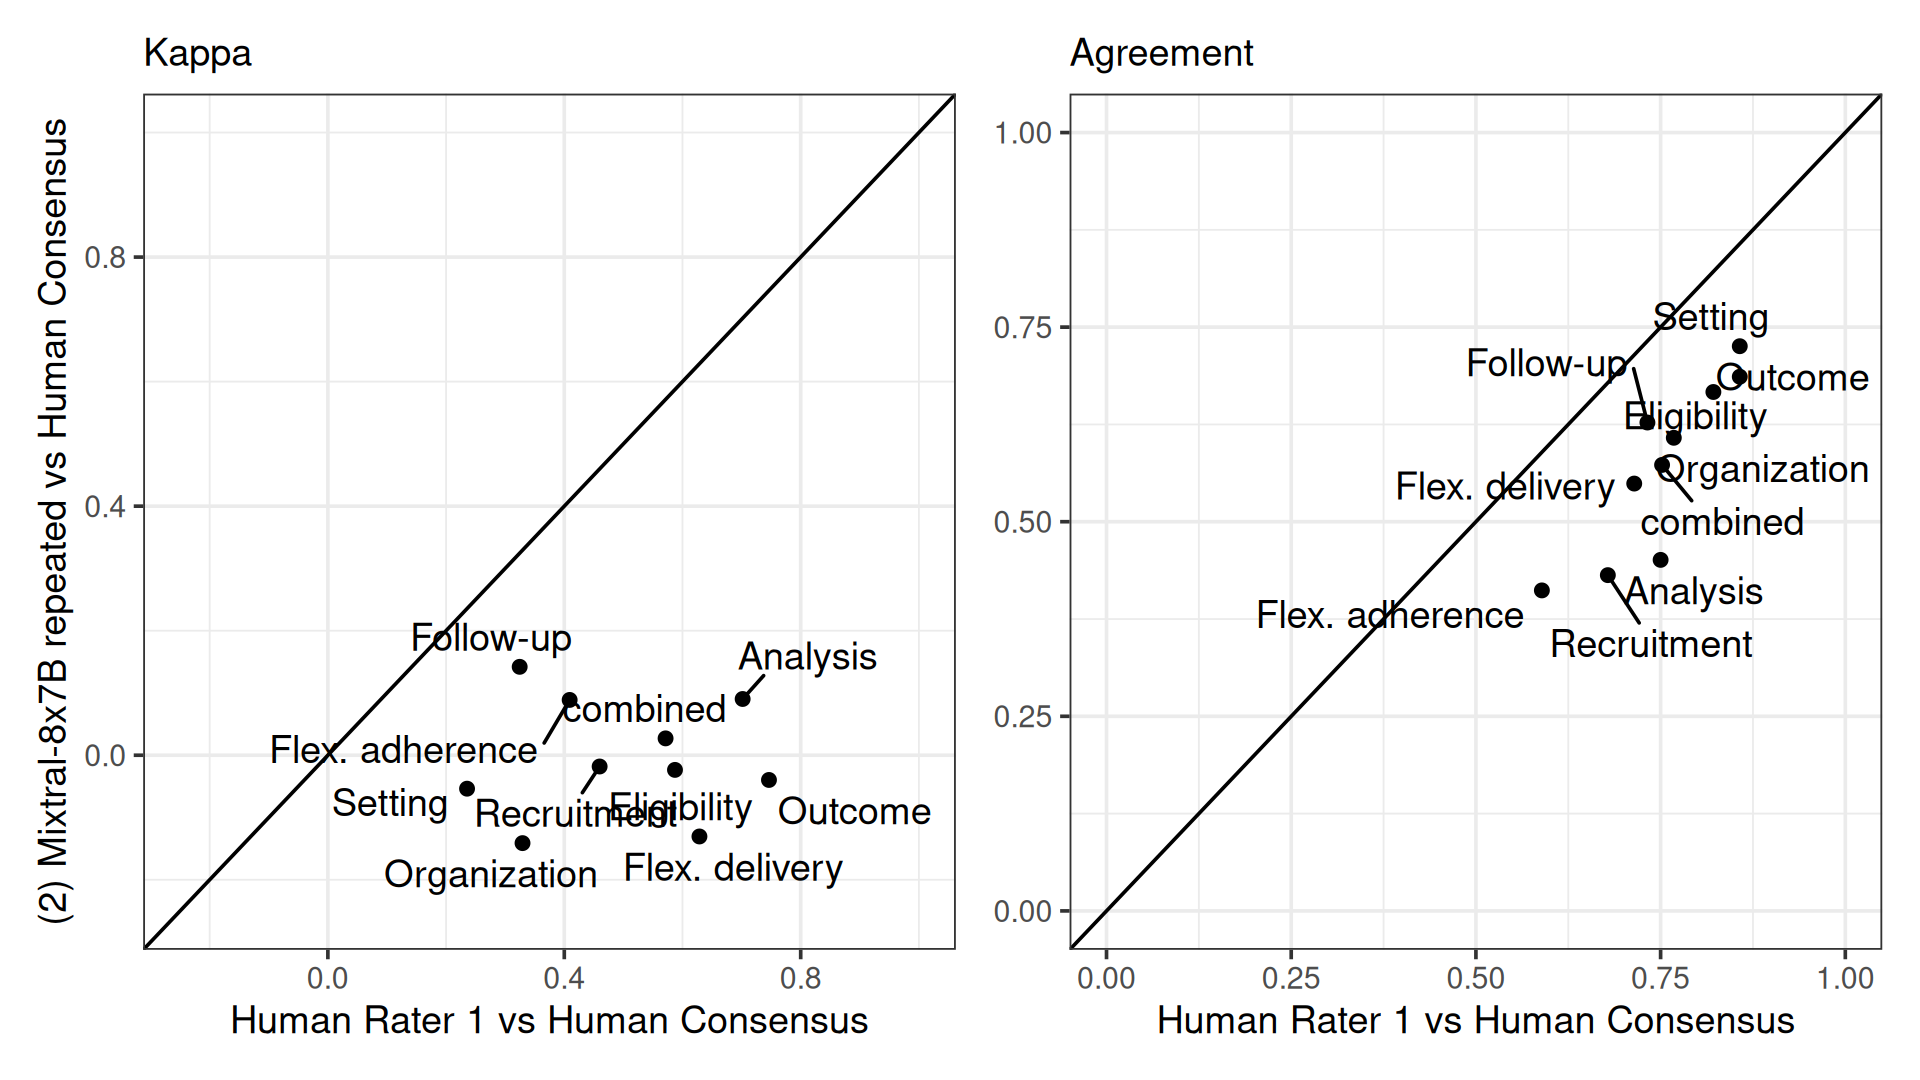 Kappa
Agreement
(2) Mixtral-8x7B repeated vs Human Consensus
0.8
0.4
0.0
Follow-up
Analysis
combined
Flex. adherence
Setting
Recruitment
Eligibility
Outcome
Organization
Flex. delivery
0.0
0.4
0.8
Human Rater 1 vs Human Consensus
1.00
0.75
0.50
0.25
0.00
Setting
Follow-up
Outcome
Eligibility
Organization
Flex. delivery
combined
Analysis
Flex. adherence
Recruitment
0.00
0.25
0.50
0.75
1.00
Human Rater 1 vs Human Consensus